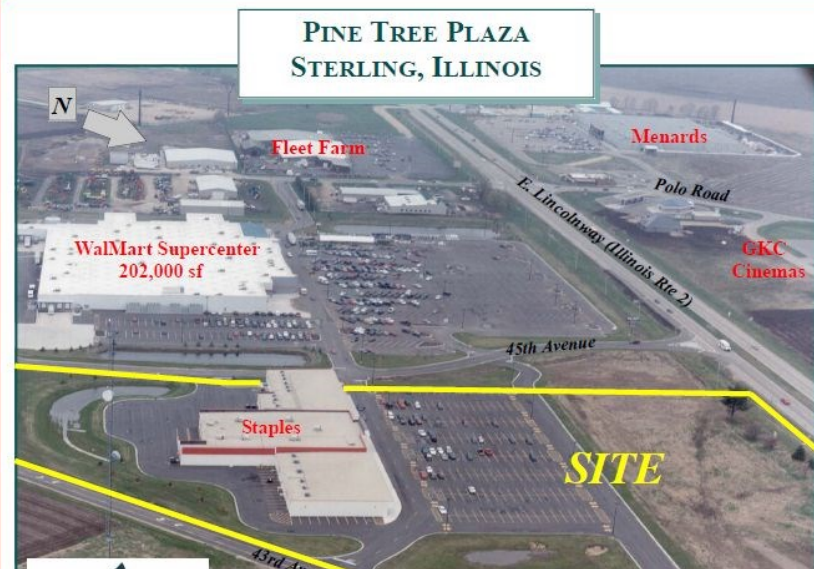 PINE TREE PLAZA
STERLING, ILLINOIS
N
Fleet Farm
Menards
Polo Road
E. Lincolnway (Illinois Rte 2)
WalMart Supercenter
202,000 sf
GKC
Cinemas
45th Avenue
Staples
SITE
43rd